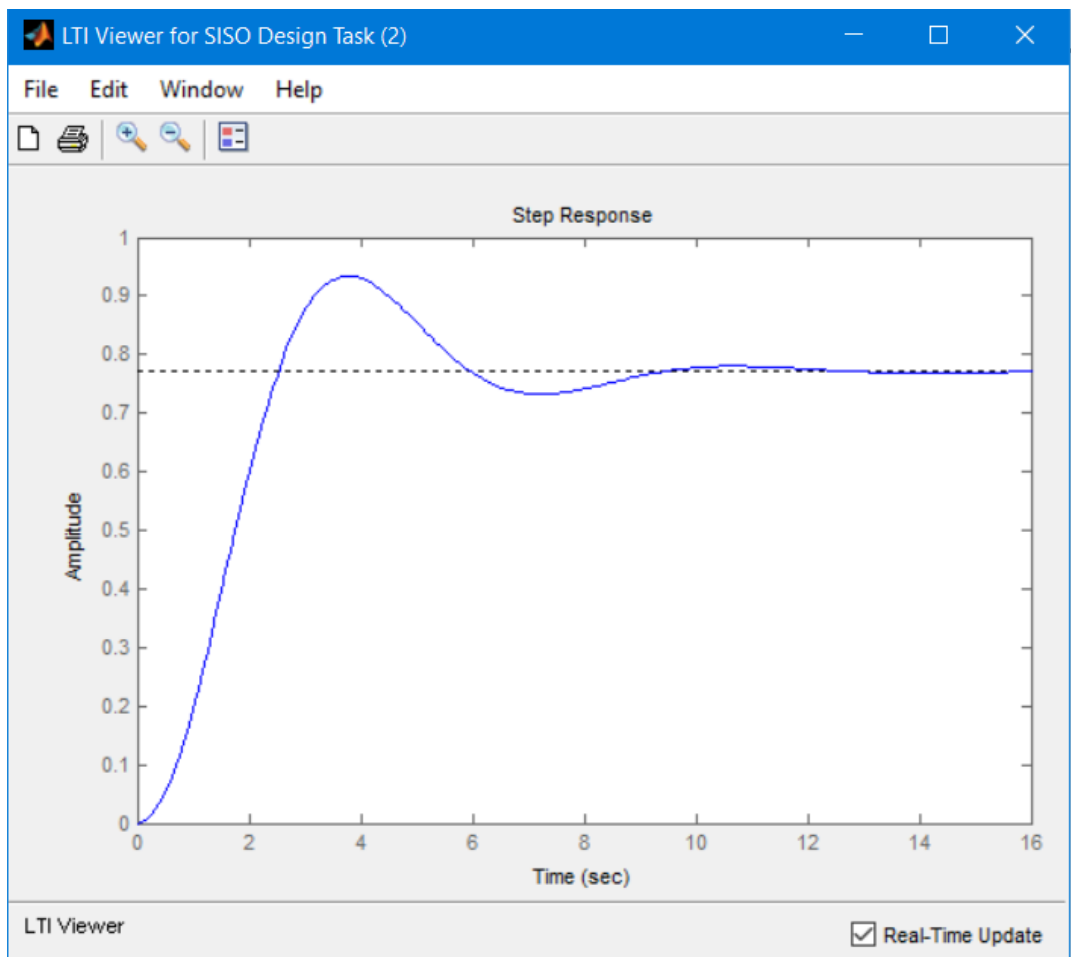 LTI Viewer for SISO Design Task (2)
File Edit Window Help
Step Response
1
0.9
0.8
0.7
0.6
0.5
0.4
0.3
0.2
0.1
0
Amplitude
0 2 4 6 8 10 12 14 16
Time (sec)
LTI Viewer
Real-Time Update